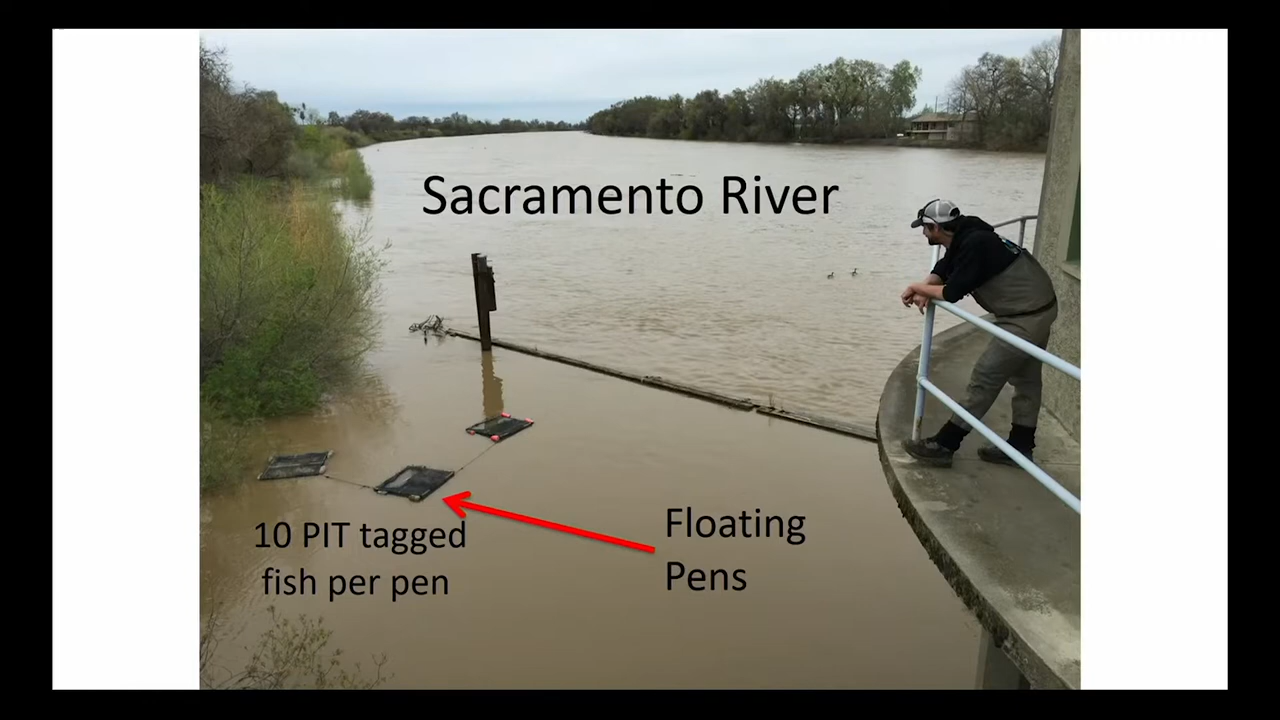 Sacramento River
10 PIT tagged
fish per pen
Floating
Pens